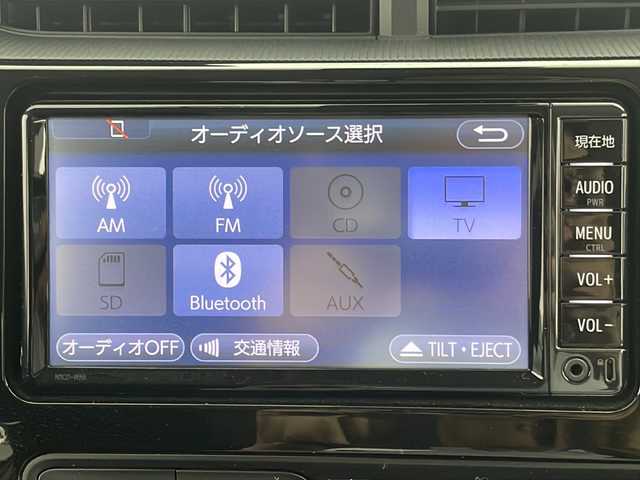 オーディオソース選択
現在地
AM
FM
CD
TV
AUDIO
PWR
SD
Bluetooth
AUX
MENU
CTRL
VOL+
VOL-
オーディオOFF
交通情報
TILT・EJECT